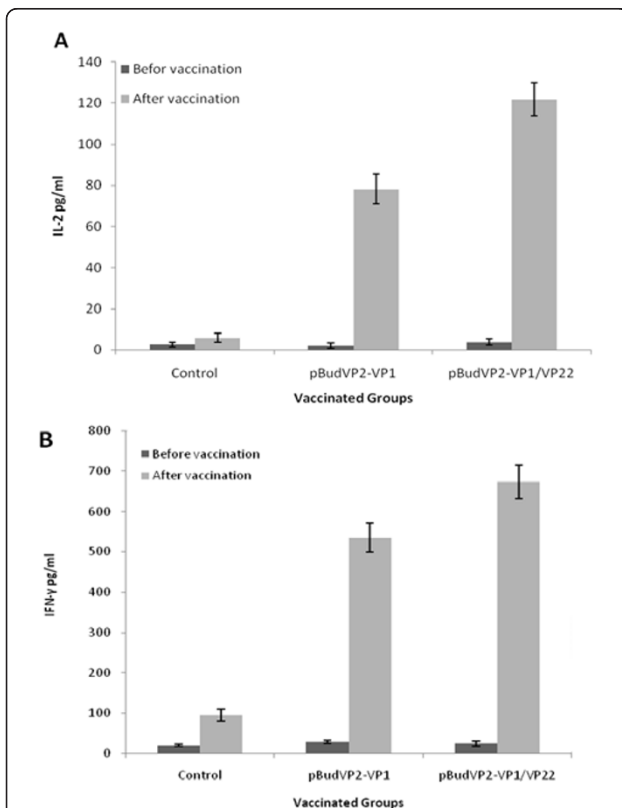 A
Befor vaccination
After vaccination
140
120
100
80
60
40
20
0
IL-2 pg/ml
Control pBudVP2-VP1 pBudVP2-VP1/VP22
Vaccinated Groups
B
Before vaccination
After vaccination
800
700
600
500
400
300
200
100
0
IFN-γ pg/ml
Control pBudVP2-VP1 pBudVP2-VP1/VP22
Vaccinated Groups